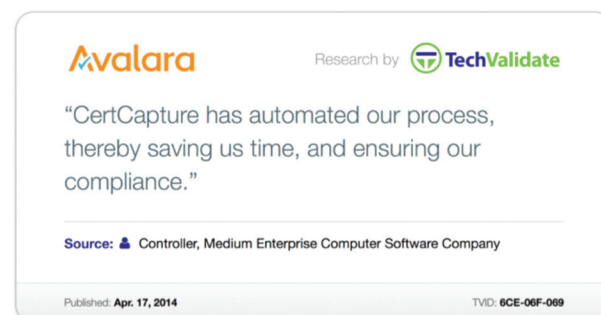 Avalara
Research by TechValidate
“CertCapture has automated our process,
thereby saving us time, and ensuring our
compliance.”
Source: Controller, Medium Enterprise Computer Software Company
Published: Apr. 17, 2014
TVID: 6CE-06F-069